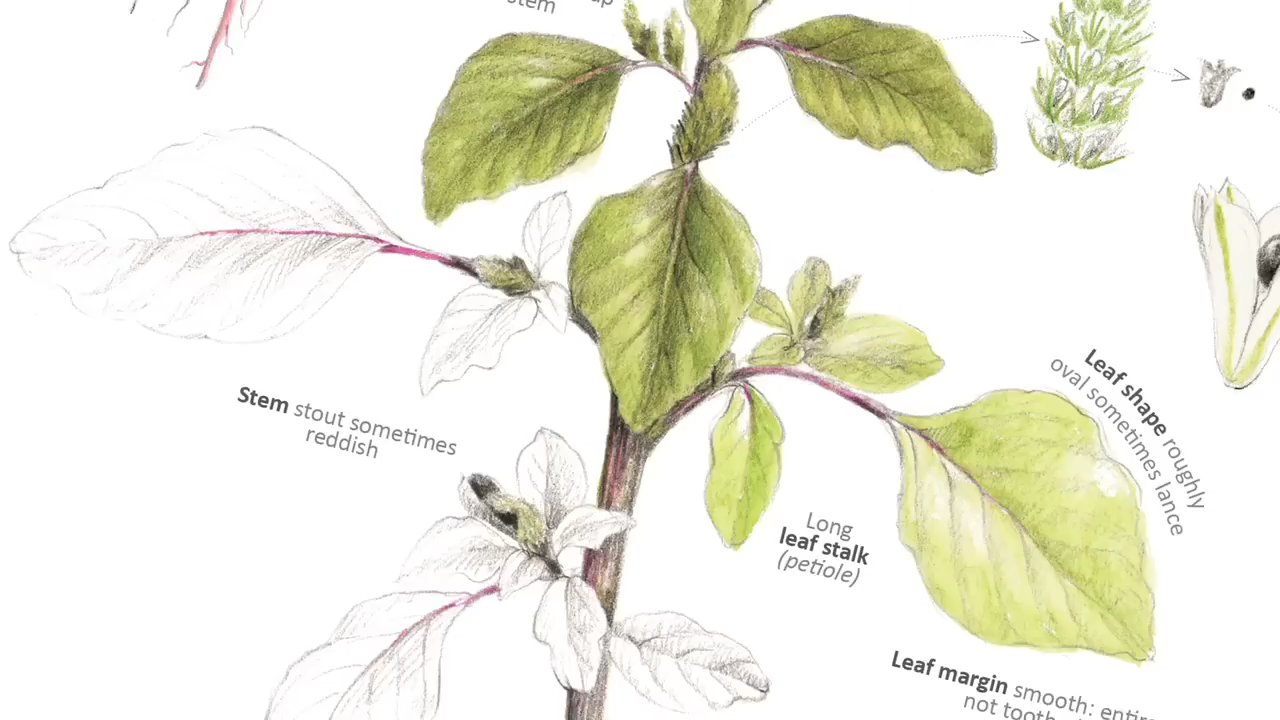 stem
Stem stout sometimes
reddish
Long
leaf stalk
(petiole)
Leaf shape roughly
oval sometimes lance
Leaf margin smooth: entire
not